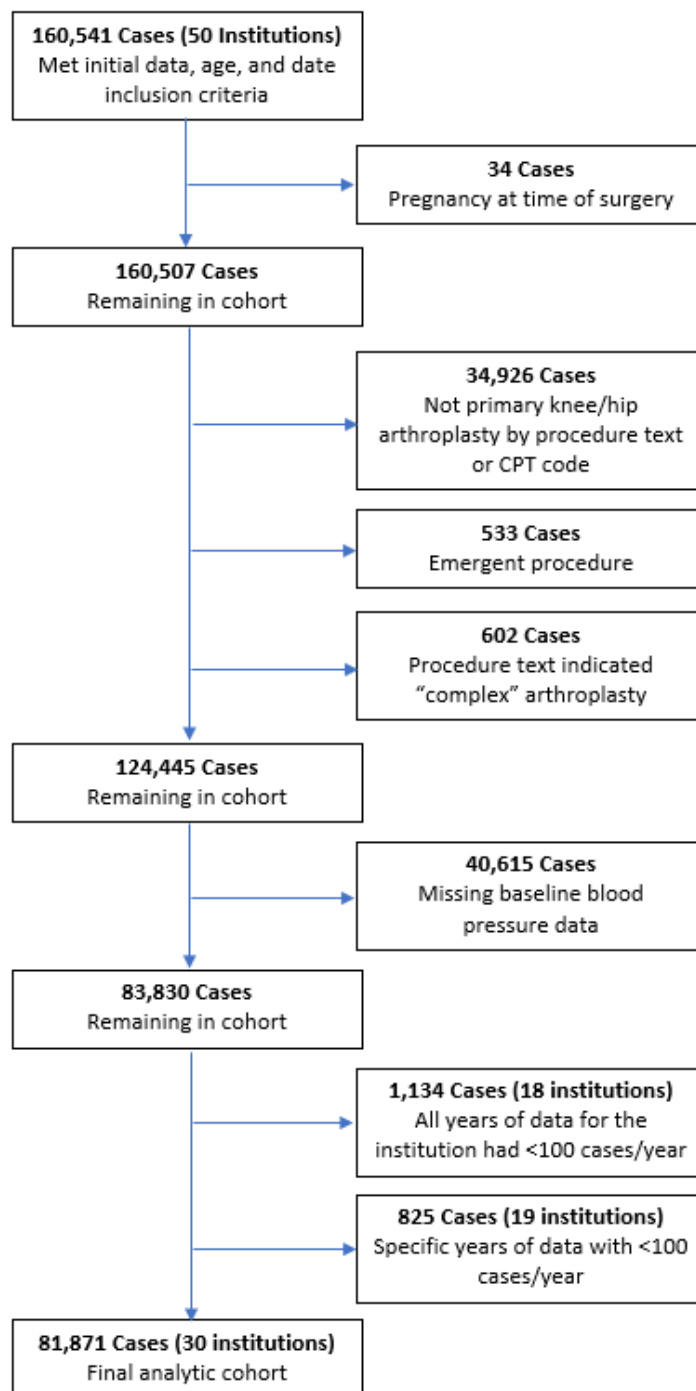 160,541 Cases (50 Institutions)
Met initial data, age, and date
inclusion criteria
34 Cases
Pregnancy at time of surgery
160,507 Cases
Remaining in cohort
34,926 Cases
Not primary knee/hip
arthroplasty by procedure text
or CPT code
533 Cases
Emergent procedure
602 Cases
Procedure text indicated
“complex” arthroplasty
124,445 Cases
Remaining in cohort
40,615 Cases
Missing baseline blood
pressure data
83,830 Cases
Remaining in cohort
1,134 Cases (18 institutions)
All years of data for the
institution had <100 cases/year
825 Cases (19 institutions)
Specific years of data with <100
cases/year
81,871 Cases (30 institutions)
Final analytic cohort